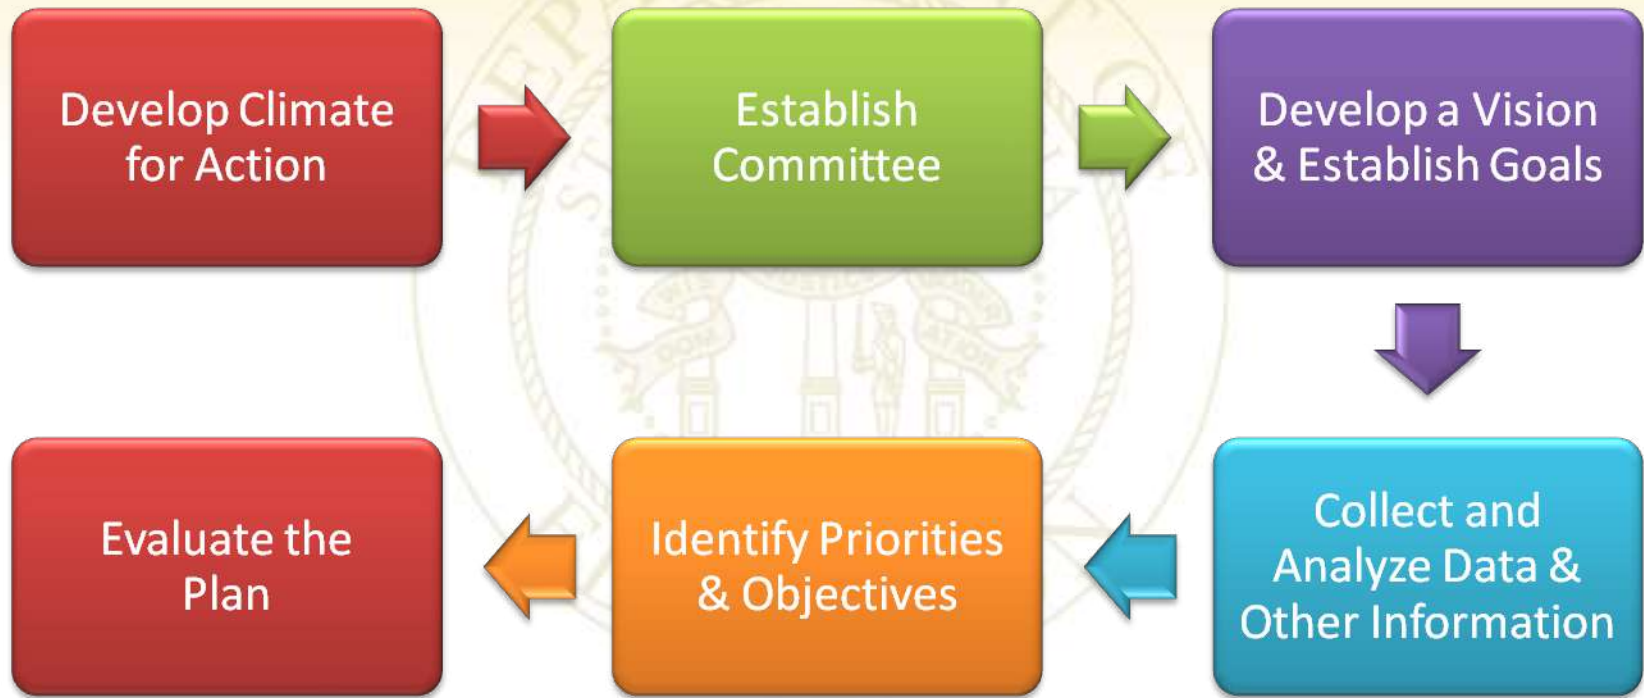 Develop Climate
for Action
Establish
Committee
Develop a Vision
& Establish Goals
Collect and
Analyze Data &
Other Information
Identify Priorities
& Objectives
Evaluate the
Plan